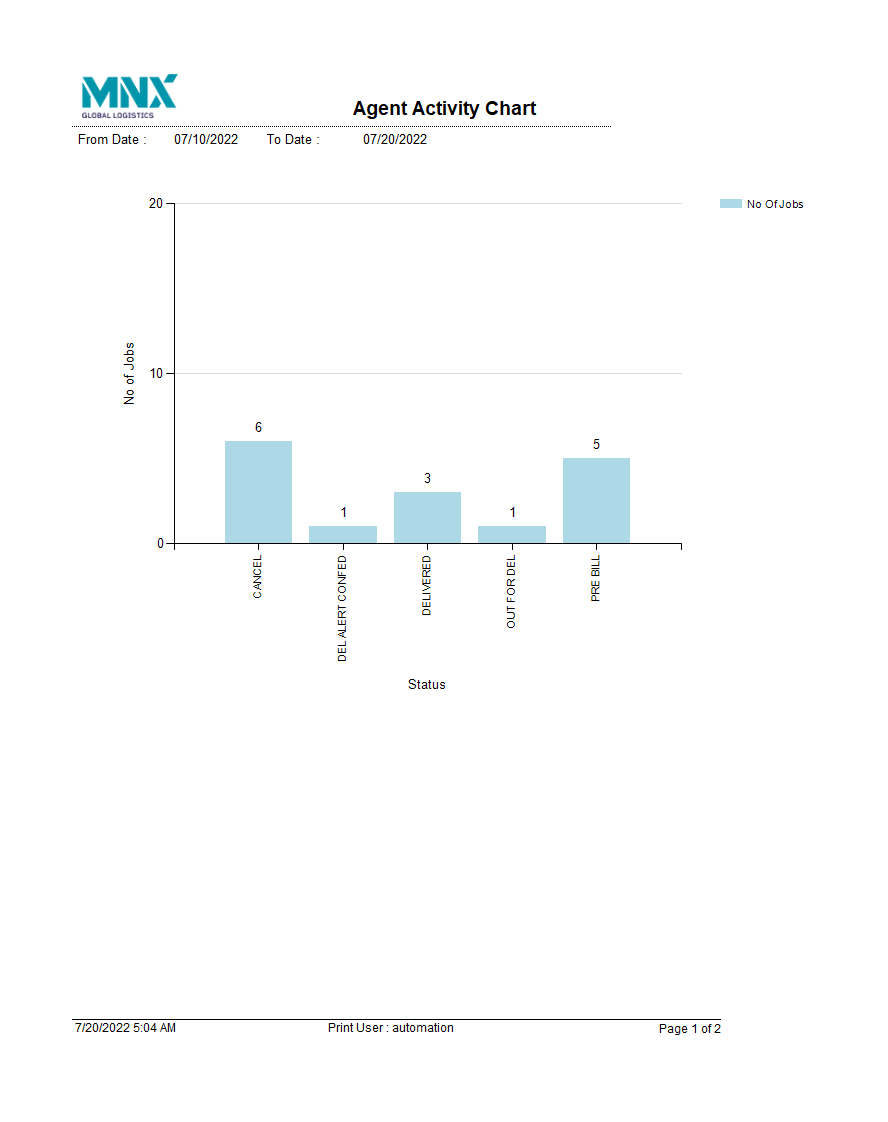 MNX
GLOBAL LOGISTICS
Agent Activity Chart
From Date : 07/10/2022 To Date : 07/20/2022
20
No Of Jobs
No of Jobs
10
6
5
3
1
1
0
CANCEL
DEL ALERT CONFED
DELIVERED
OUT FOR DEL
PRE BILL
Status
7/20/2022 5:04 AM Print User : automation Page 1 of 2